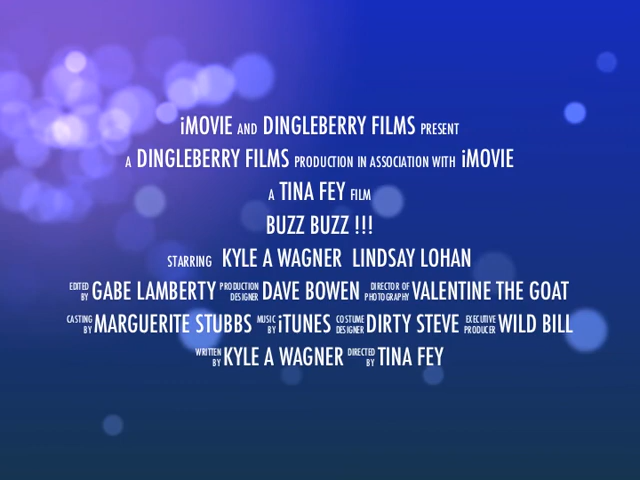 iMOVIE AND DINGLEBERRY FILMS PRESENT
A DINGLEBERRY FILMS PRODUCTION IN ASSOCIATION WITH iMOVIE
A TINA FEY FILM
BUZZ BUZZ !!!
STARRING KYLE A WAGNER LINDSAY LOHAN
EDITED BY GABE LAMBERTY PRODUCTION DESIGNER DAVE BOWEN DIRECTOR OF PHOTOGRAPHY VALENTINE THE GOAT
CASTING BY MARGUERITE STUBBS MUSIC BY iTUNES COSTUME DESIGNER DIRTY STEVE EXECUTIVE PRODUCER WILD BILL
WRITTEN BY KYLE A WAGNER DIRECTED BY TINA FEY